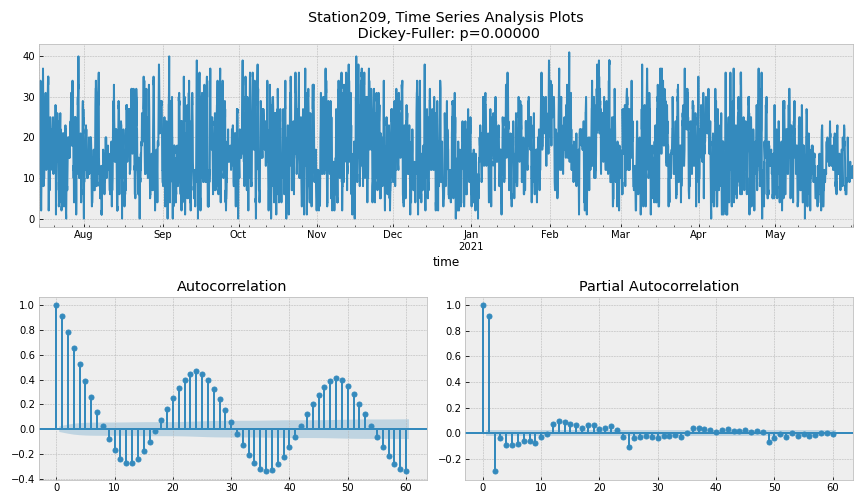 Station209, Time Series Analysis Plots
Dickey-Fuller: p=0.00000
40
30
20
10
0
Aug Sep Oct Nov Dec Jan Feb Mar Apr May
2021
time
Autocorrelation
1.0
0.8
0.6
0.4
0.2
0.0
−0.2
−0.4
0 10 20 30 40 50 60
Partial Autocorrelation
1.0
0.8
0.6
0.4
0.2
0.0
−0.2
0 10 20 30 40 50 60